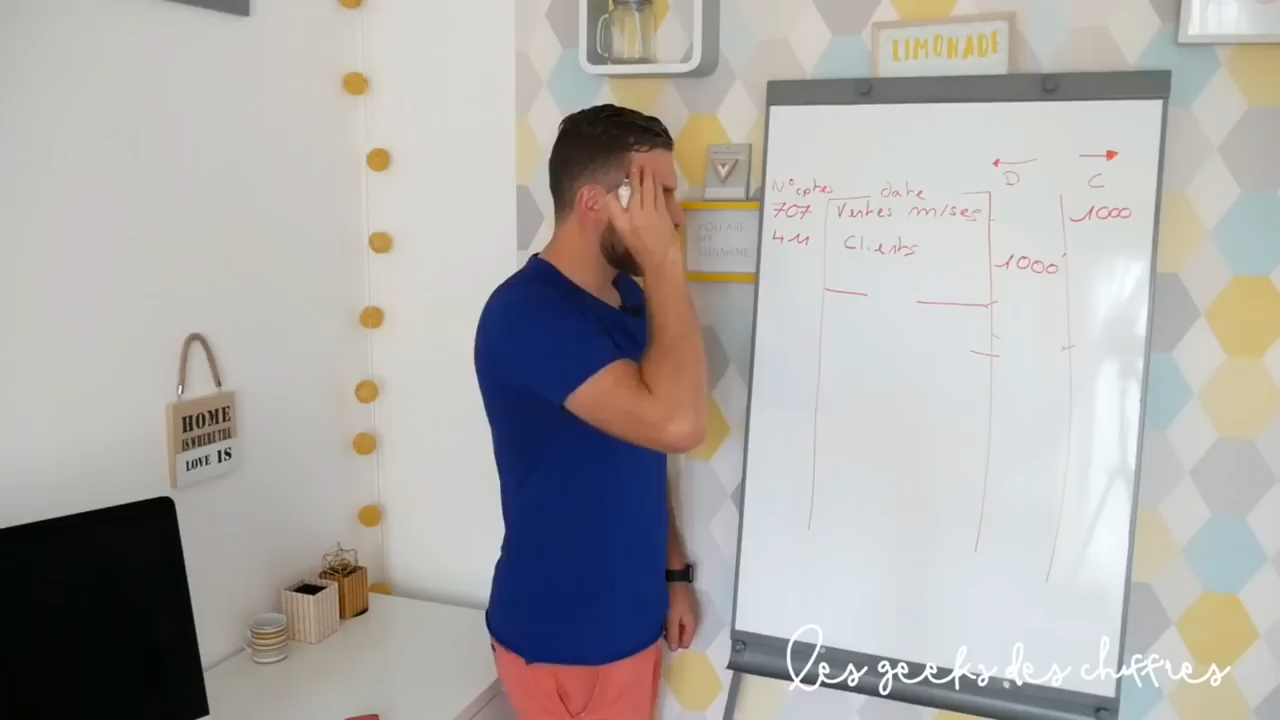 LIMONADE
D C
N° cptes date
707 Ventes m/ses 1000
411 Clients 1000
YOU ARE
MY
SUNSHINE
HOME
IS WHERE THE
LOVE IS
les geeks des chiffres